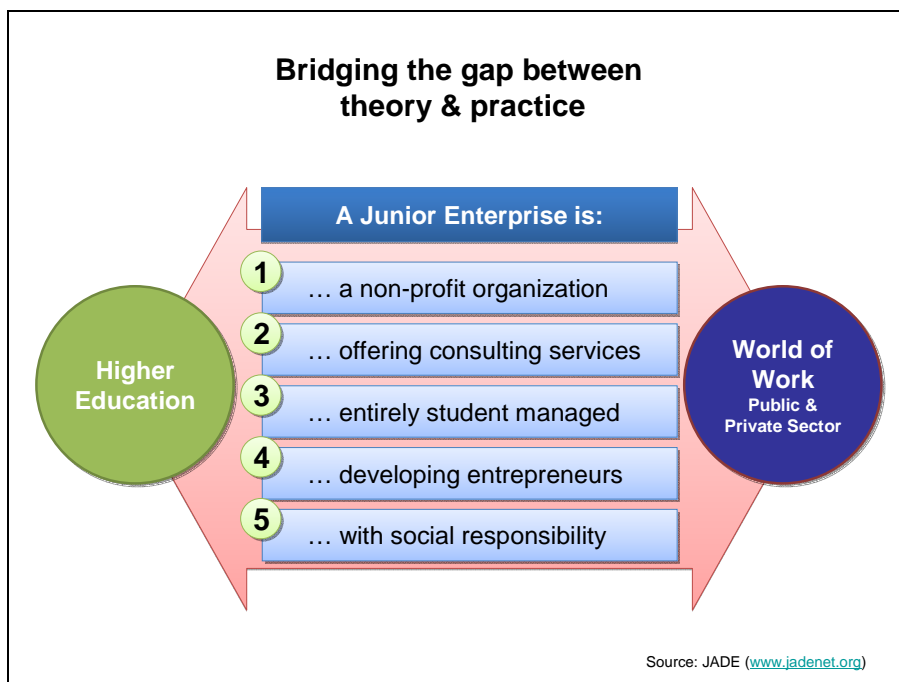 Bridging the gap between
theory & practice
A Junior Enterprise is:
1
… a non-profit organization
2
… offering consulting services
3
… entirely student managed
4
… developing entrepreneurs
5
… with social responsibility
Higher
Education
World of
Work
Public &
Private Sector
Source: JADE (www.jadenet.org)